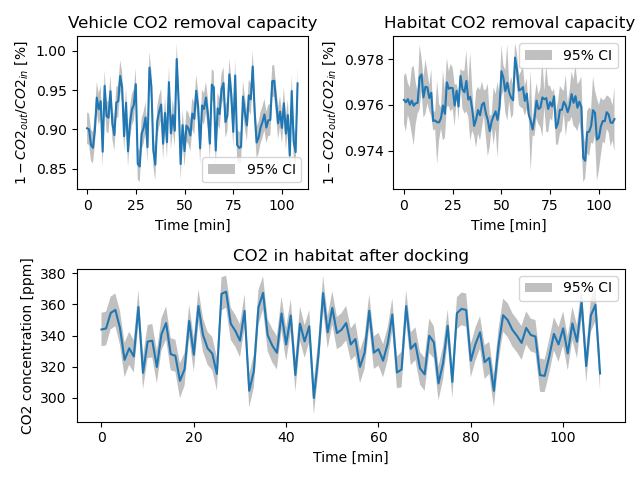 Vehicle CO2 removal capacity
1 − CO2out/CO2in [%]
1.00
0.95
0.90
0.85
0
25
50
75
100
Time [min]
95% CI
Habitat CO2 removal capacity
1 − CO2out/CO2in [%]
0.978
0.976
0.974
0
25
50
75
100
Time [min]
95% CI
CO2 in habitat after docking
CO2 concentration [ppm]
380
360
340
320
300
0
20
40
60
80
100
Time [min]
95% CI